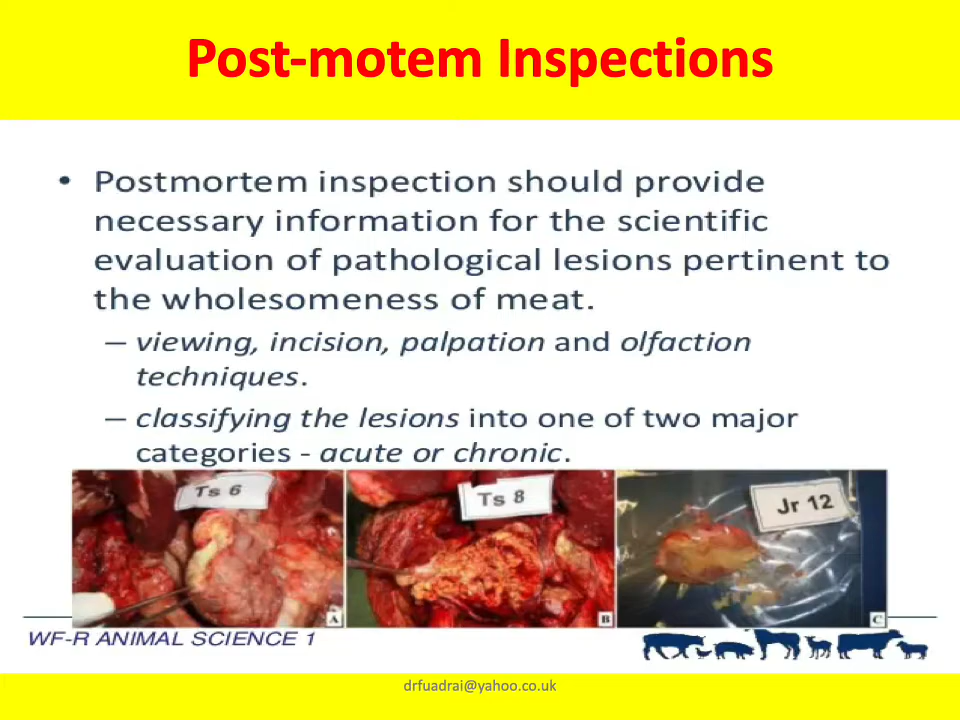 Post-motem Inspections
• Postmortem inspection should provide
necessary information for the scientific
evaluation of pathological lesions pertinent to
the wholesomeness of meat.
– viewing, incision, palpation and olfaction
techniques.
– classifying the lesions into one of two major
categories - acute or chronic.
Ts 6
Ts 8
Jr 12
A
B
C
WF-R ANIMAL SCIENCE 1
drfuadrai@yahoo.co.uk